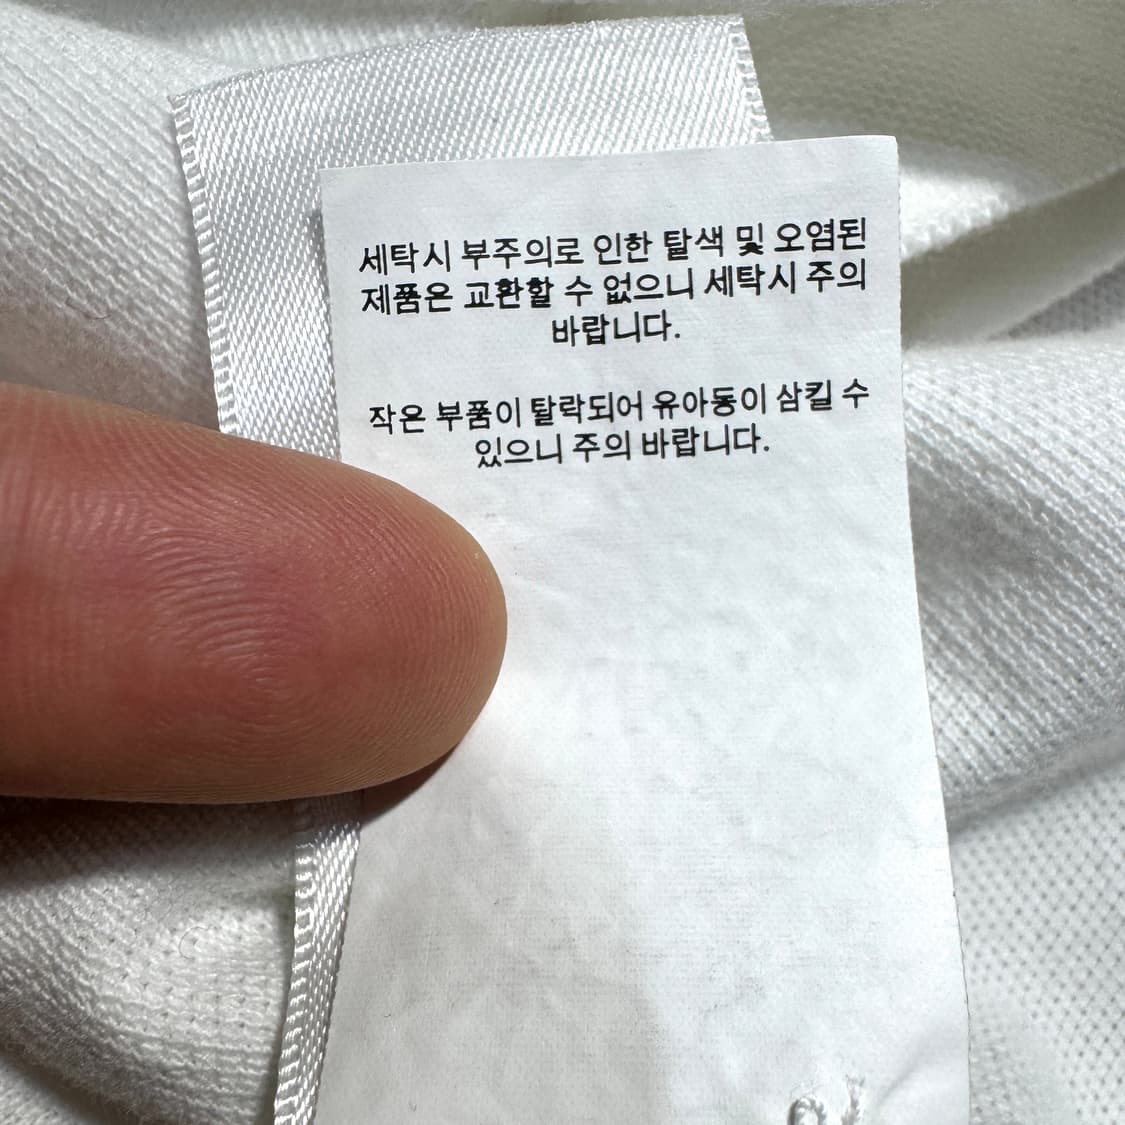 세탁시 부주의로 인한 탈색 및 오염된
제품은 교환할 수 없으니 세탁시 주의
바랍니다.
작은 부품이 탈락되어 유아동이 삼킬 수
있으니 주의 바랍니다.